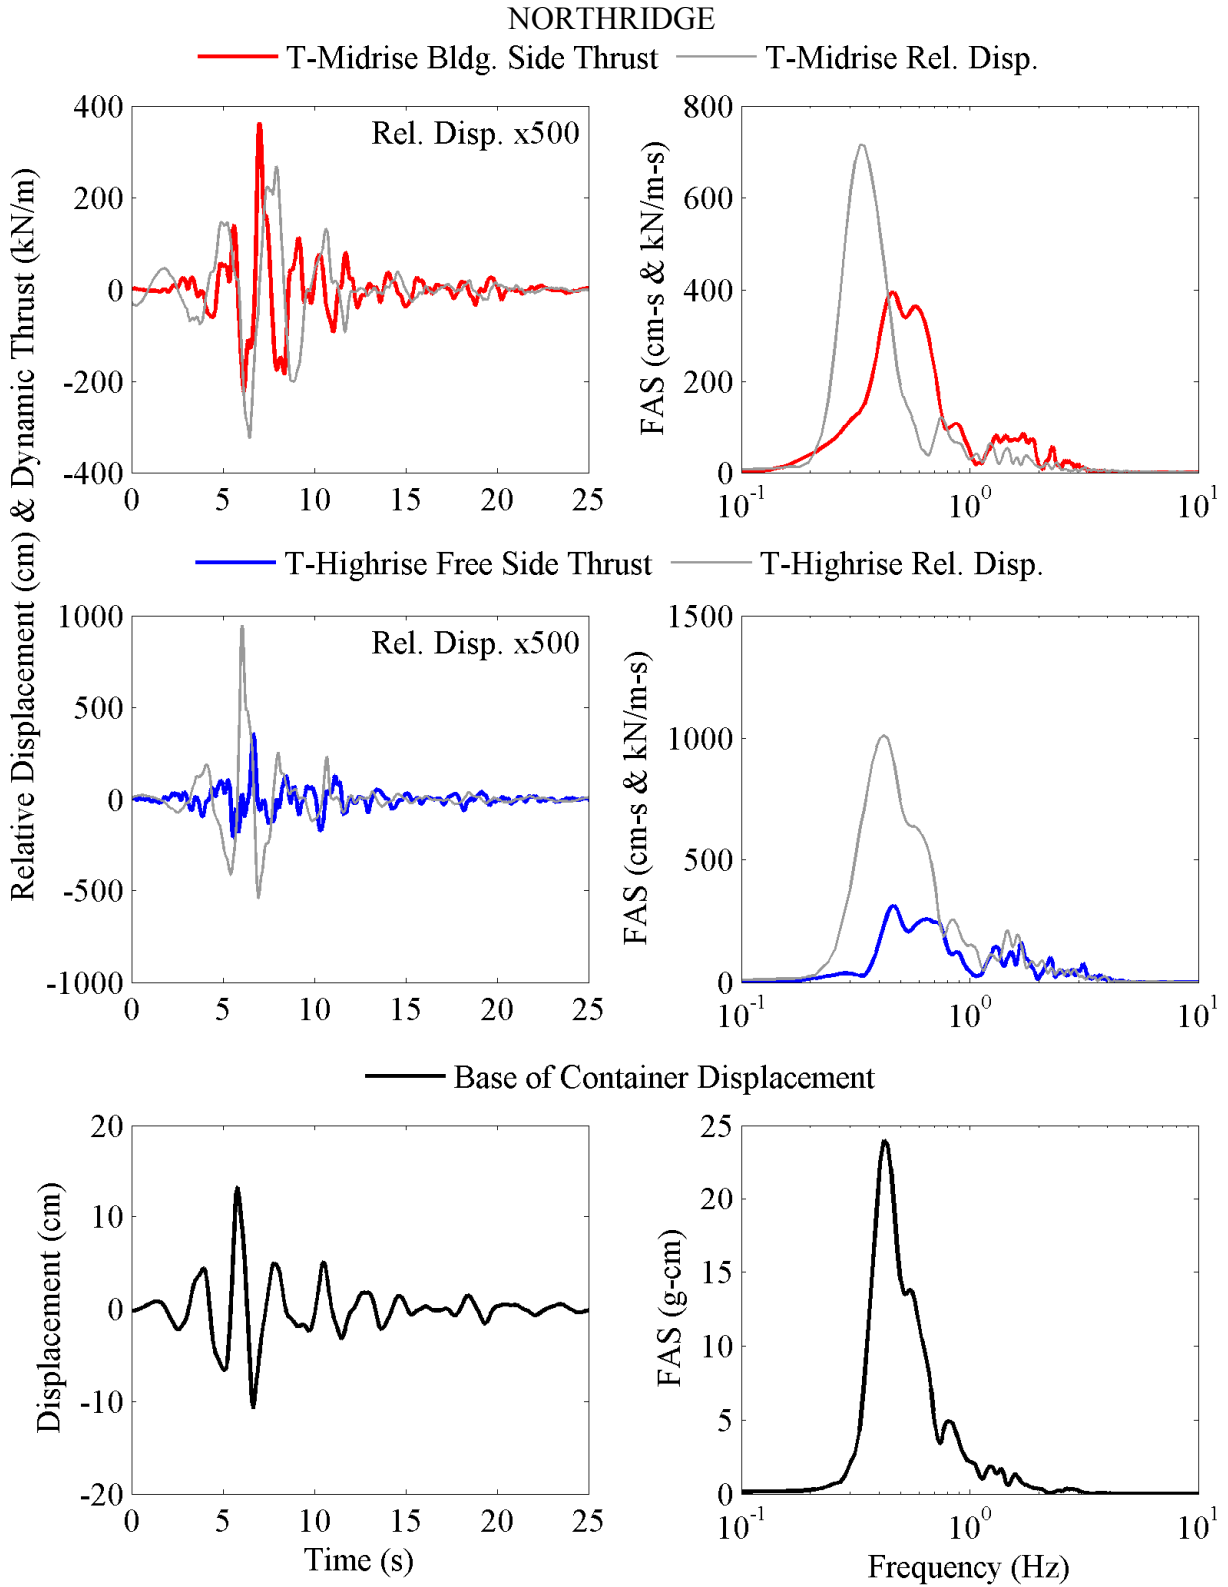 NORTHRIDGE
T-Midrise Bldg. Side Thrust T-Midrise Rel. Disp.
Relative Displacement (cm) & Dynamic Thrust (kN/m)
400
200
0
-200
-400
Rel. Disp. x500
0 5 10 15 20 25
FAS (cm-s & kN/m-s)
800
600
400
200
0
10^-1 10^0 10^1
T-Highrise Free Side Thrust T-Highrise Rel. Disp.
1000
500
0
-500
-1000
Rel. Disp. x500
0 5 10 15 20 25
FAS (cm-s & kN/m-s)
1500
1000
500
0
10^-1 10^0 10^1
Base of Container Displacement
Displacement (cm)
20
10
0
-10
-20
0 5 10 15 20 25
Time (s)
FAS (g-cm)
25
20
15
10
5
0
10^-1 10^0 10^1
Frequency (Hz)